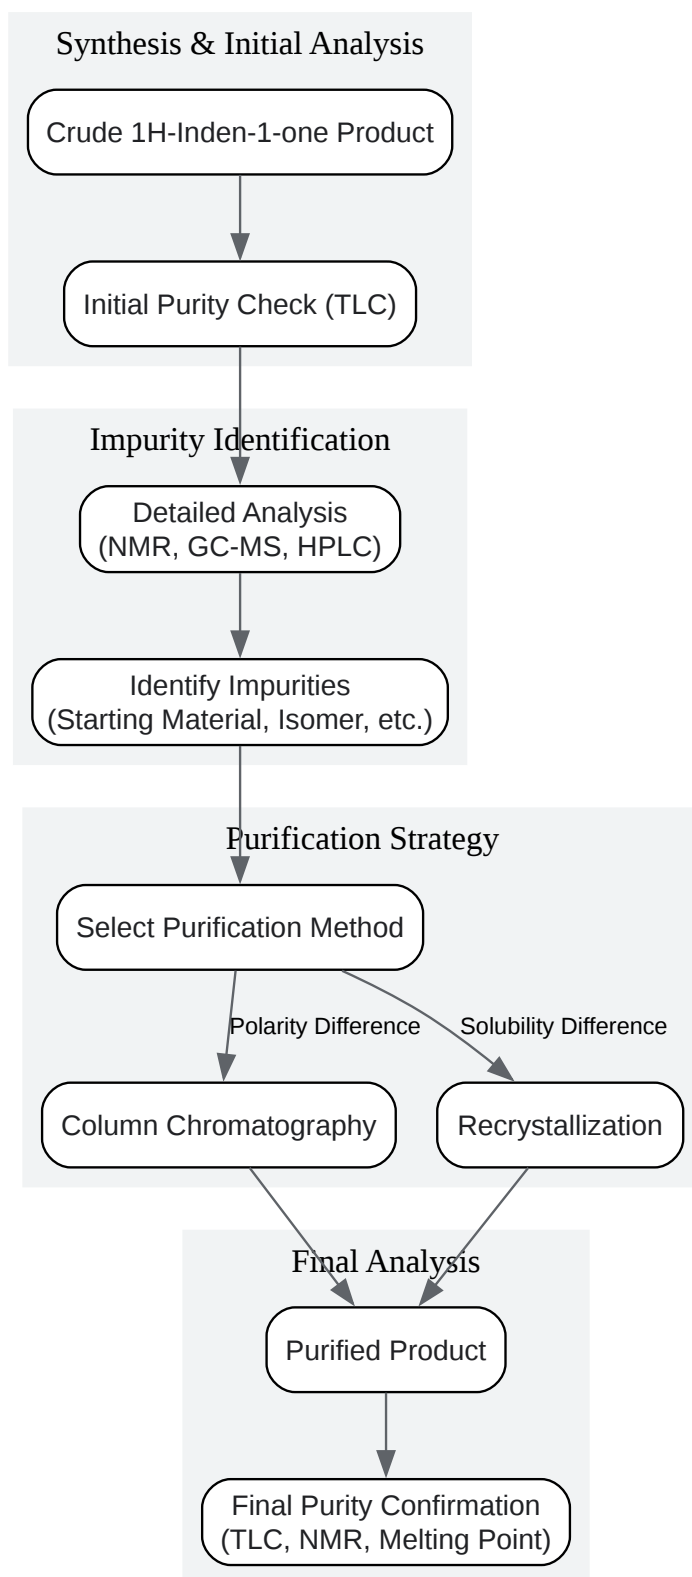 Synthesis & Initial Analysis
Crude 1H-Inden-1-one Product
Initial Purity Check (TLC)
Impurity Identification
Detailed Analysis
(NMR, GC-MS, HPLC)
Identify Impurities
(Starting Material, Isomer, etc.)
Purification Strategy
Select Purification Method
Polarity Difference
Solubility Difference
Column Chromatography
Recrystallization
Final Analysis
Purified Product
Final Purity Confirmation
(TLC, NMR, Melting Point)